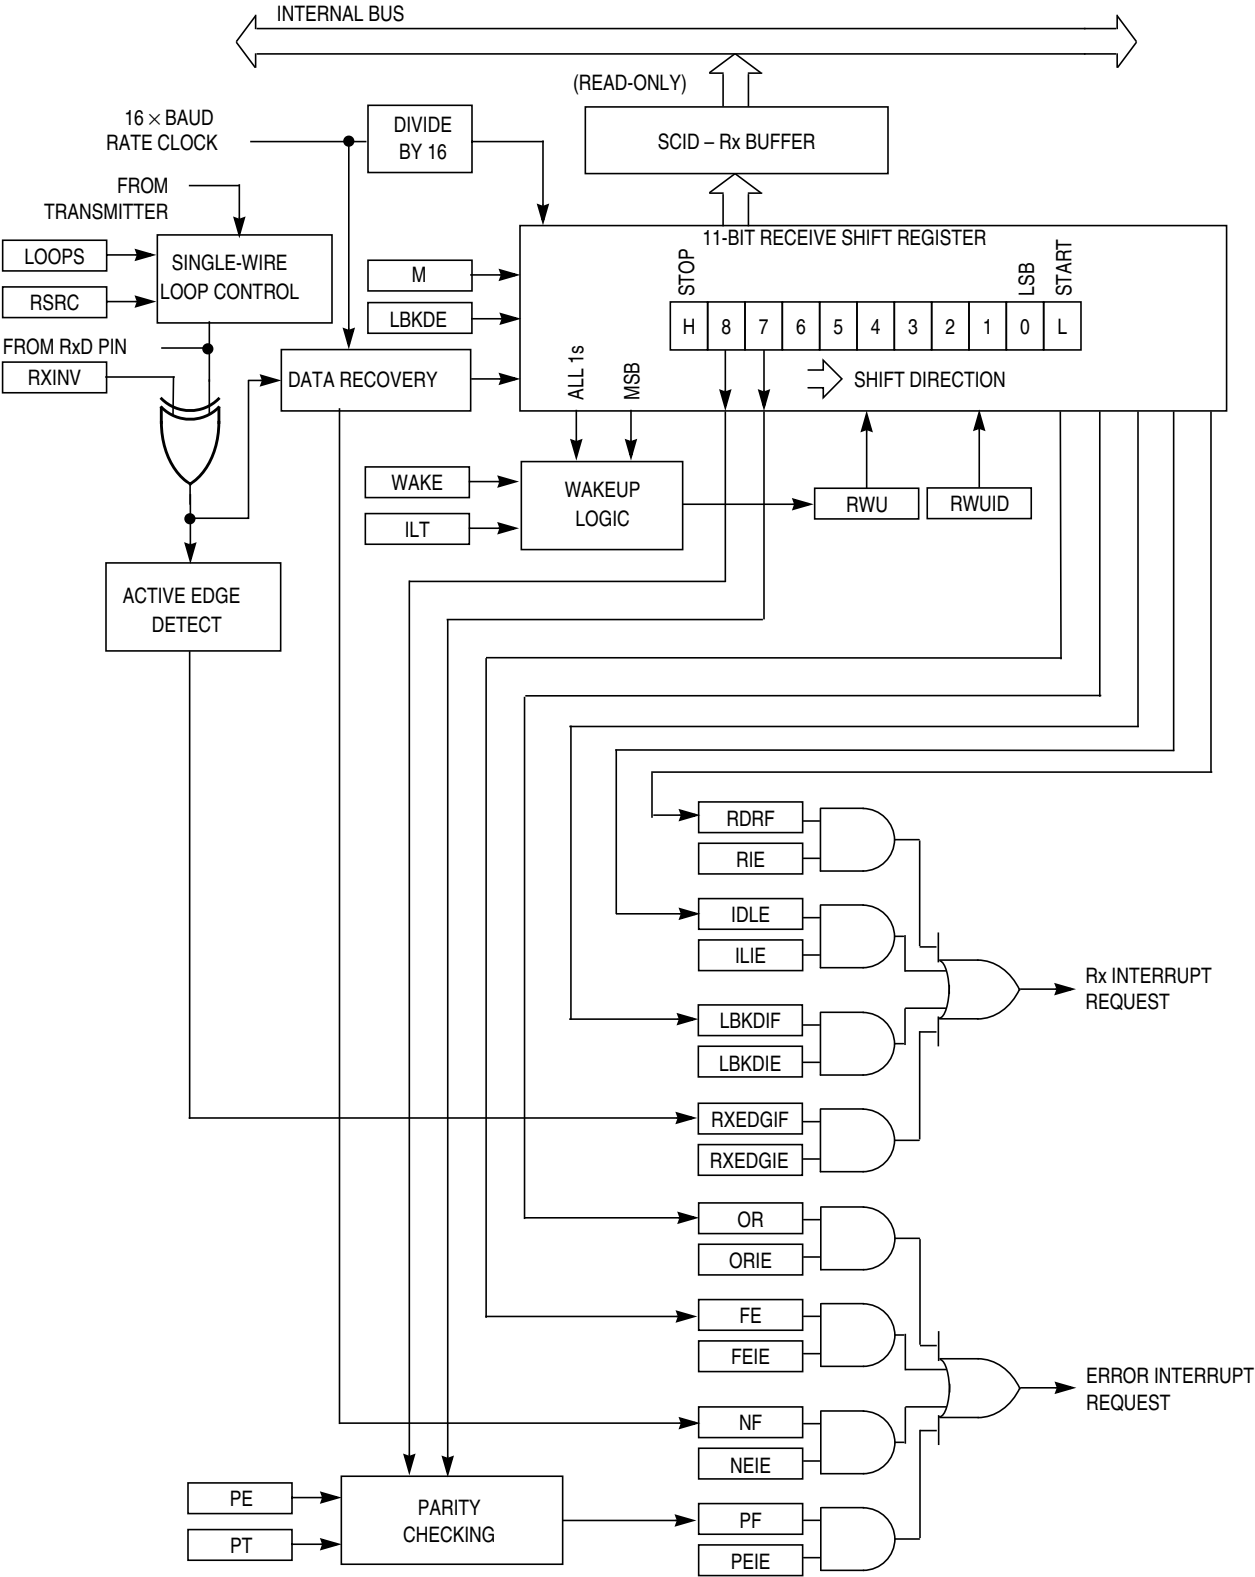 INTERNAL BUS
(READ-ONLY)
SCID – Rx BUFFER
16 × BAUD
RATE CLOCK
DIVIDE
BY 16
FROM
TRANSMITTER
LOOPS
RSRC
SINGLE-WIRE
LOOP CONTROL
FROM RxD PIN
RXINV
M
LBKDE
DATA RECOVERY
11-BIT RECEIVE SHIFT REGISTER
STOP
LSB
START
H 8 7 6 5 4 3 2 1 0 L
ALL 1s
MSB
SHIFT DIRECTION
WAKE
ILT
WAKEUP
LOGIC
RWU
RWUID
ACTIVE EDGE
DETECT
RDRF
RIE
IDLE
ILIE
LBKDIF
LBKDIE
RXEDGIF
RXEDGIE
Rx INTERRUPT
REQUEST
OR
ORIE
FE
FEIE
NF
NEIE
PF
PEIE
ERROR INTERRUPT
REQUEST
PE
PT
PARITY
CHECKING